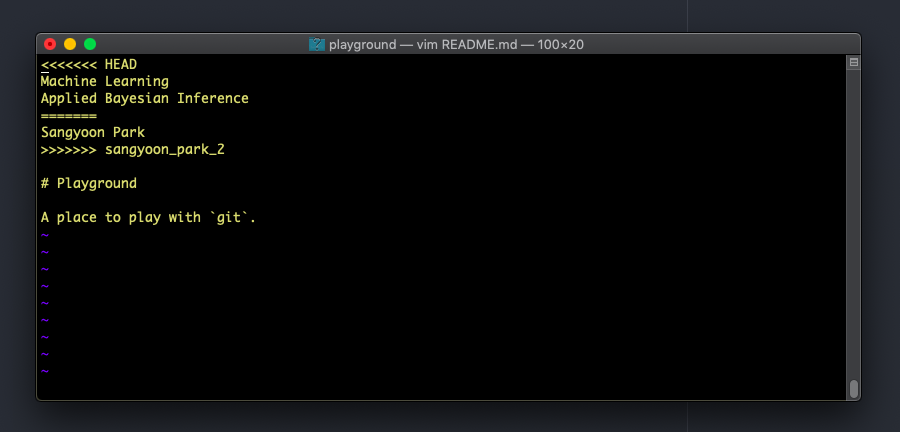 playground — vim README.md — 100×20
<<<<<<< HEAD
Machine Learning
Applied Bayesian Inference
=======
Sangyoon Park
>>>>>>> sangyoon_park_2
# Playground
A place to play with `git`.
~
~
~
~
~
~
~
~
~